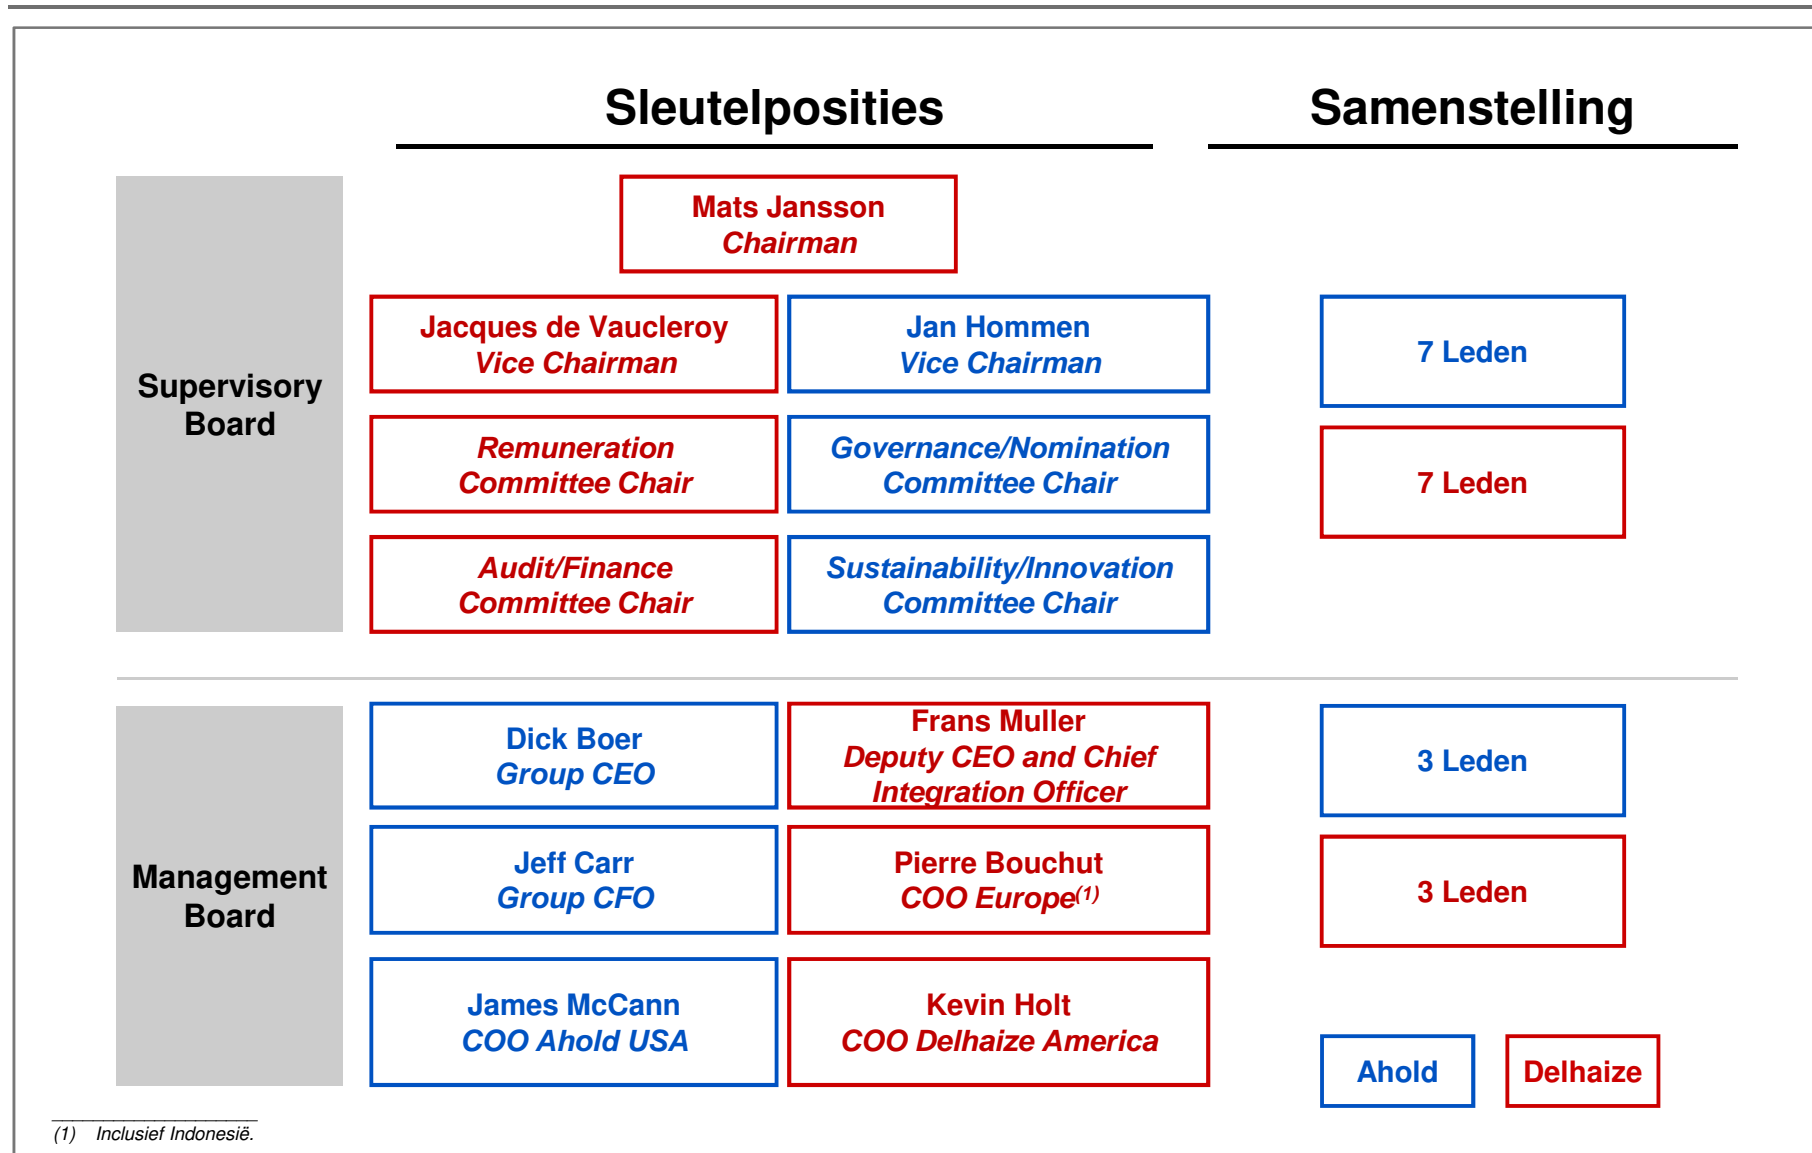 Sleutelposities
Samenstelling
Supervisory
Board
Mats Jansson
Chairman
Jacques de Vaucleroy
Vice Chairman
Jan Hommen
Vice Chairman
Remuneration
Committee Chair
Governance/Nomination
Committee Chair
Audit/Finance
Committee Chair
Sustainability/Innovation
Committee Chair
7 Leden
7 Leden
Management
Board
Dick Boer
Group CEO
Frans Muller
Deputy CEO and Chief
Integration Officer
Jeff Carr
Group CFO
Pierre Bouchut
COO Europe(1)
James McCann
COO Ahold USA
Kevin Holt
COO Delhaize America
3 Leden
3 Leden
Ahold
Delhaize
(1) Inclusief Indonesië.